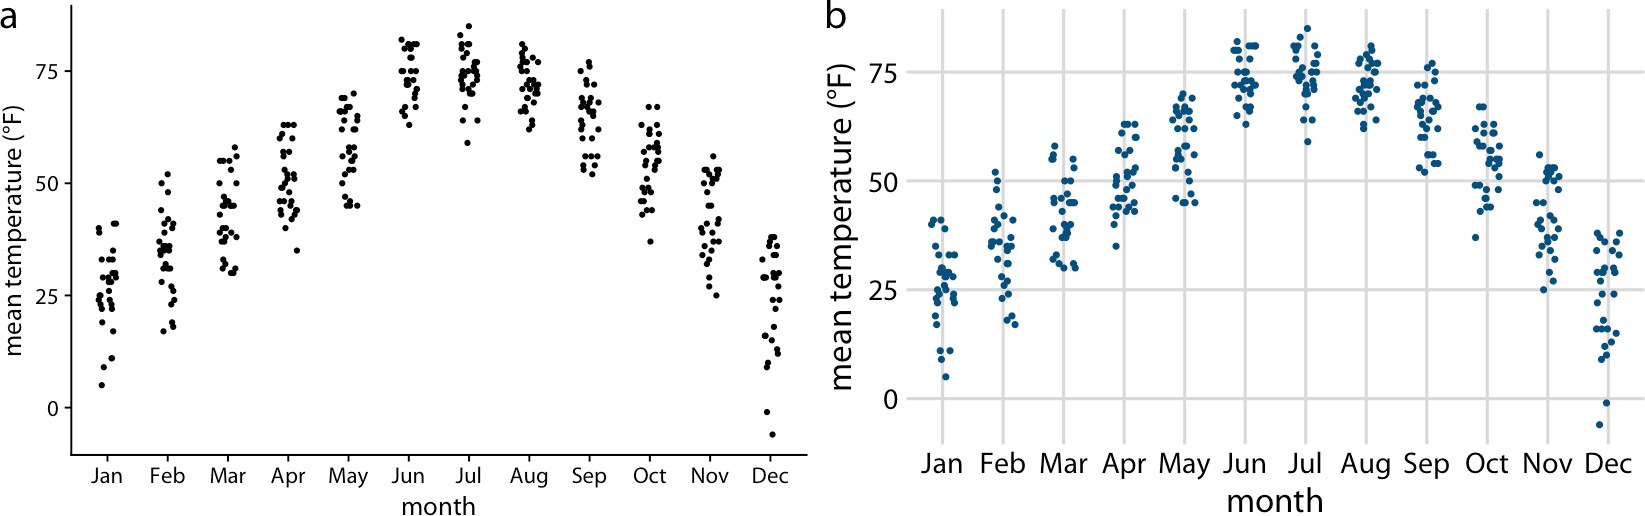 a
mean temperature (°F)
75
50
25
0
Jan Feb Mar Apr May Jun Jul Aug Sep Oct Nov Dec
month
b
mean temperature (°F)
75
50
25
0
Jan Feb Mar Apr May Jun Jul Aug Sep Oct Nov Dec
month